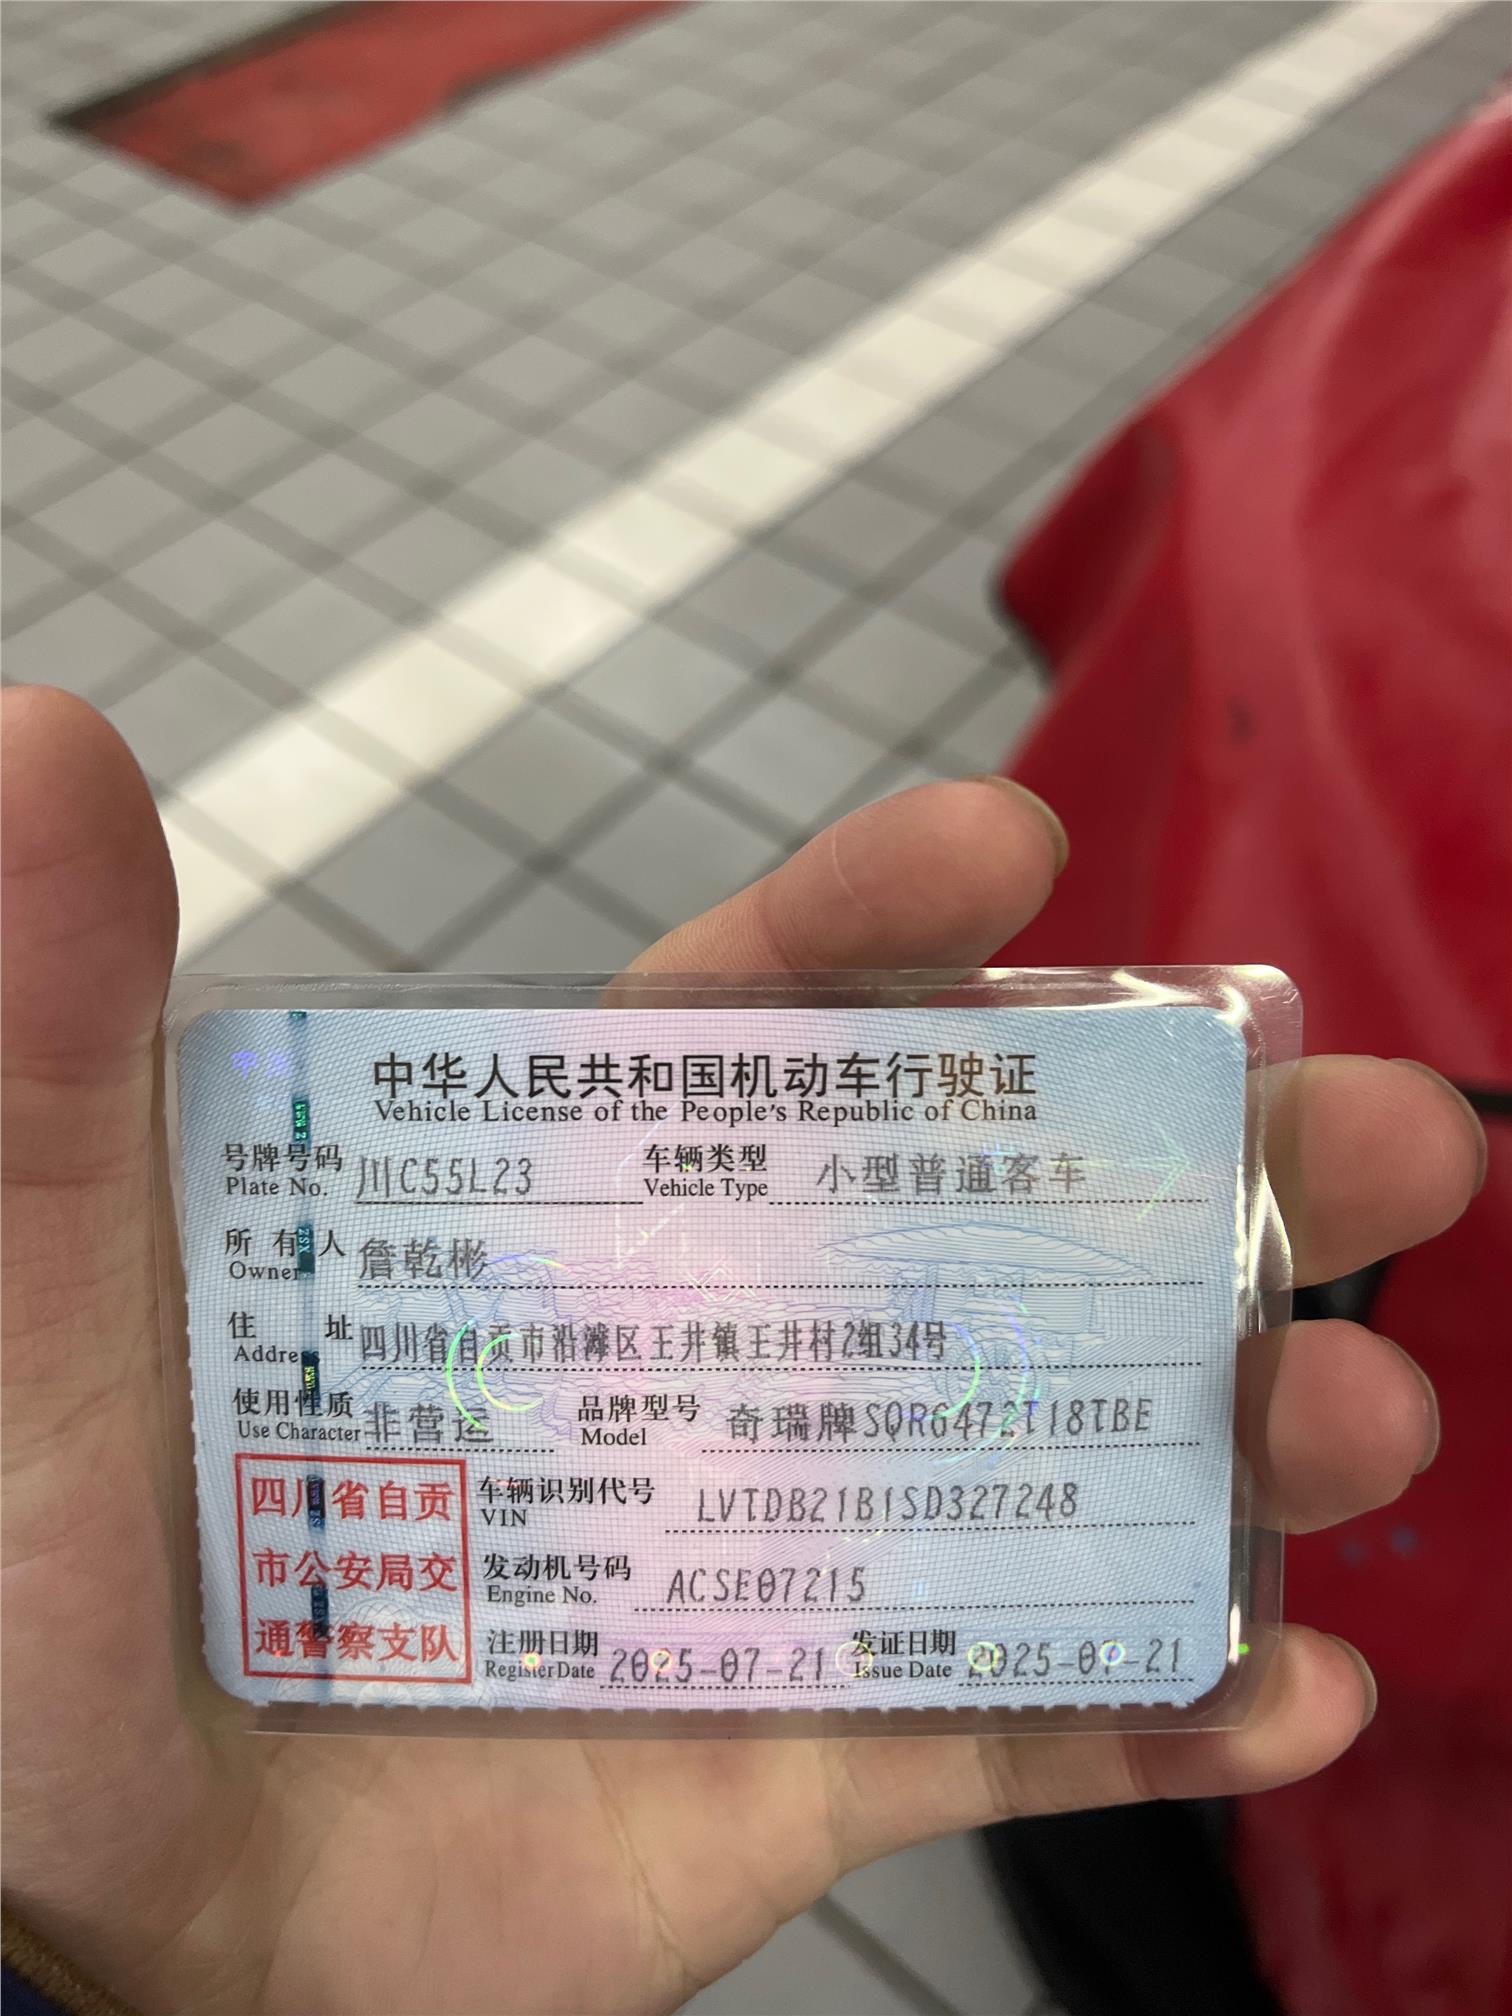 中华人民共和国机动车行驶证
Vehicle License of the People's Republic of China
号牌号码 川C55L23 车辆类型 小型普通客车
Plate No. Vehicle Type
所有人 詹乾彬
Owner
住址 四川省自贡市沿滩区王井镇王井村2组34号
Address
使用性质 非营运 品牌型号 奇瑞牌SQR6472T18TBE
Use Character Model
四川省自贡
市公安局交
通警察支队
车辆识别代号 LVTDB21B1SD327248
VIN
发动机号码 ACSE07215
Engine No.
注册日期 2025-07-21 发证日期 2025-07-21
Register Date Issue Date